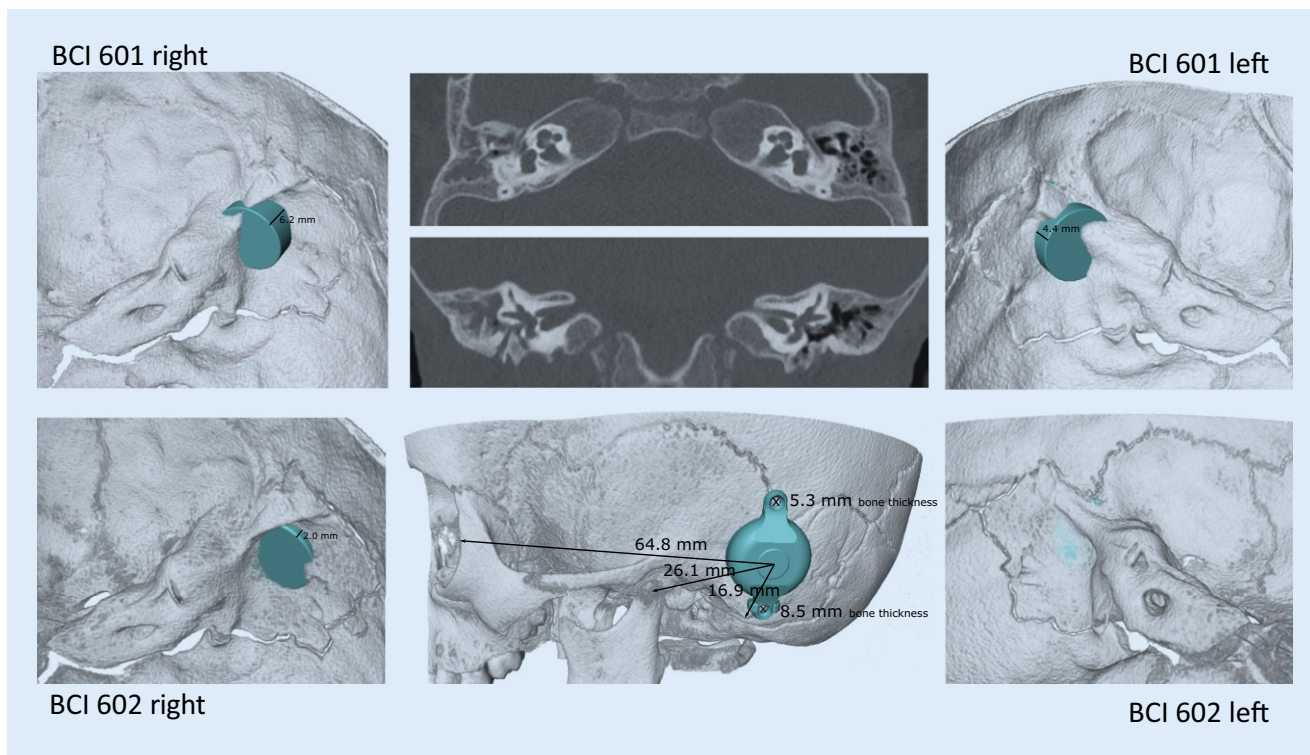 BCI 601 right
BCI 601 left
6.2 mm
4.4 mm
5.3 mm bone thickness
64.8 mm
26.1 mm
16.9 mm
8.5 mm bone thickness
2.0 mm
BCI 602 right
BCI 602 left